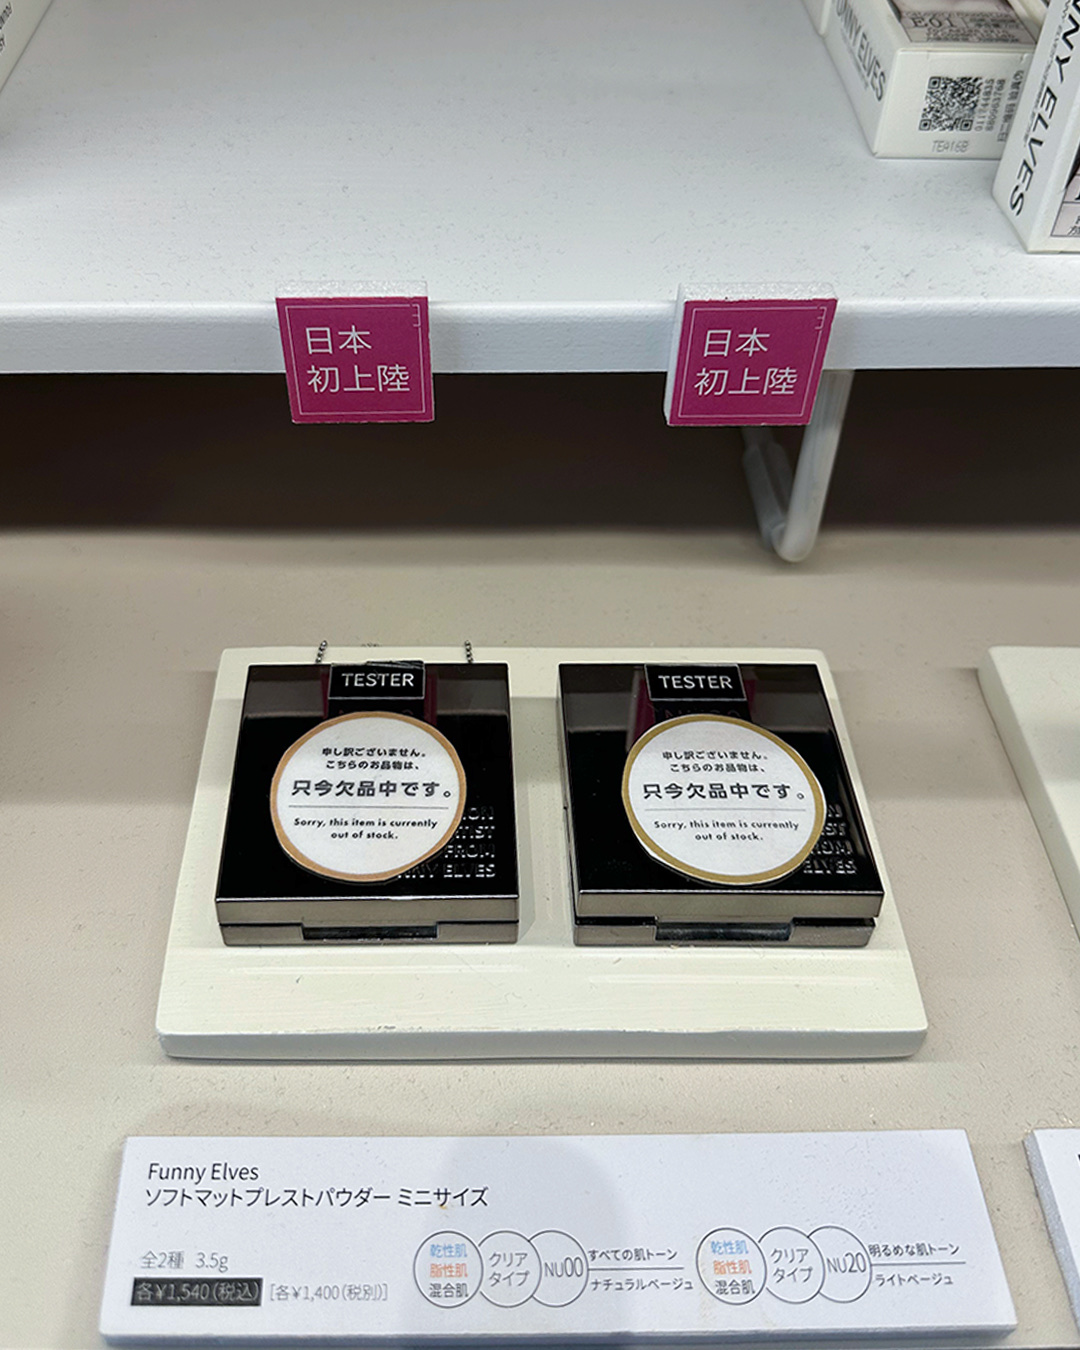 FUNNY ELVES
E01
TEA16B
FUNNY ELVES
日本
初上陸
日本
初上陸
TESTER
申し訳ございません。
こちらのお品物は、
只今欠品中です。
Sorry, this item is currently
out of stock.
FROM
ELVES
TESTER
申し訳ございません。
こちらのお品物は、
只今欠品中です。
Sorry, this item is currently
out of stock.
ELVES
Funny Elves
ソフトマットプレストパウダー ミニサイズ
全2種 3.5g
各¥1,540(税込) [各¥1,400(税別)]
乾性肌
脂性肌
混合肌
クリア
タイプ
NU00
すべての肌トーン
ナチュラルベージュ
乾性肌
脂性肌
混合肌
クリア
タイプ
NU20
明るめな肌トーン
ライトベージュ